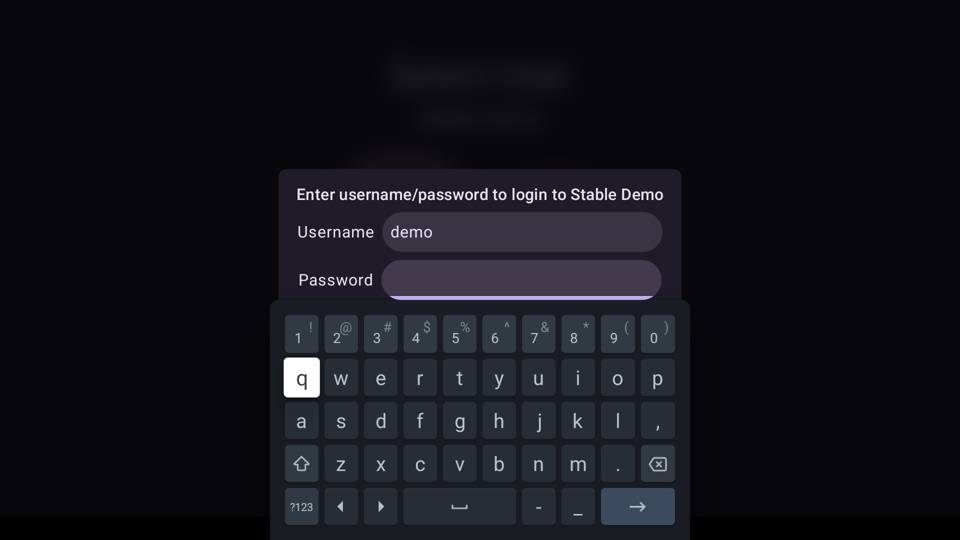 Enter username/password to login to Stable Demo
Username demo
Password
1 ! 2 @ 3 # 4 $ 5 % 6 ^ 7 & 8 * 9 ( 0 )
q w e r t y u i o p
a s d f g h j k l ,
z x c v b n m .
?123 - _